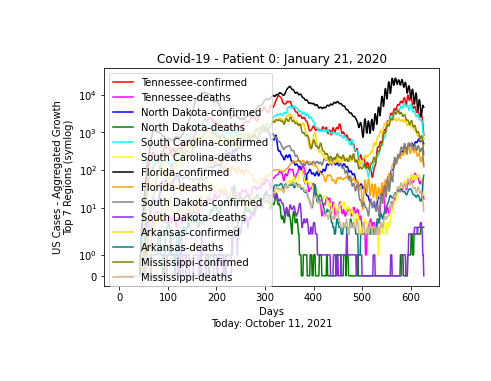 Covid-19 - Patient 0: January 21, 2020
US Cases - Aggregated Growth
Top 7 Regions (symlog)
10⁴
10³
10²
10¹
10⁰
0
Tennessee-confirmed
Tennessee-deaths
North Dakota-confirmed
North Dakota-deaths
South Carolina-confirmed
South Carolina-deaths
Florida-confirmed
Florida-deaths
South Dakota-confirmed
South Dakota-deaths
Arkansas-confirmed
Arkansas-deaths
Mississippi-confirmed
Mississippi-deaths
0 100 200 300 400 500 600
Days
Today: October 11, 2021